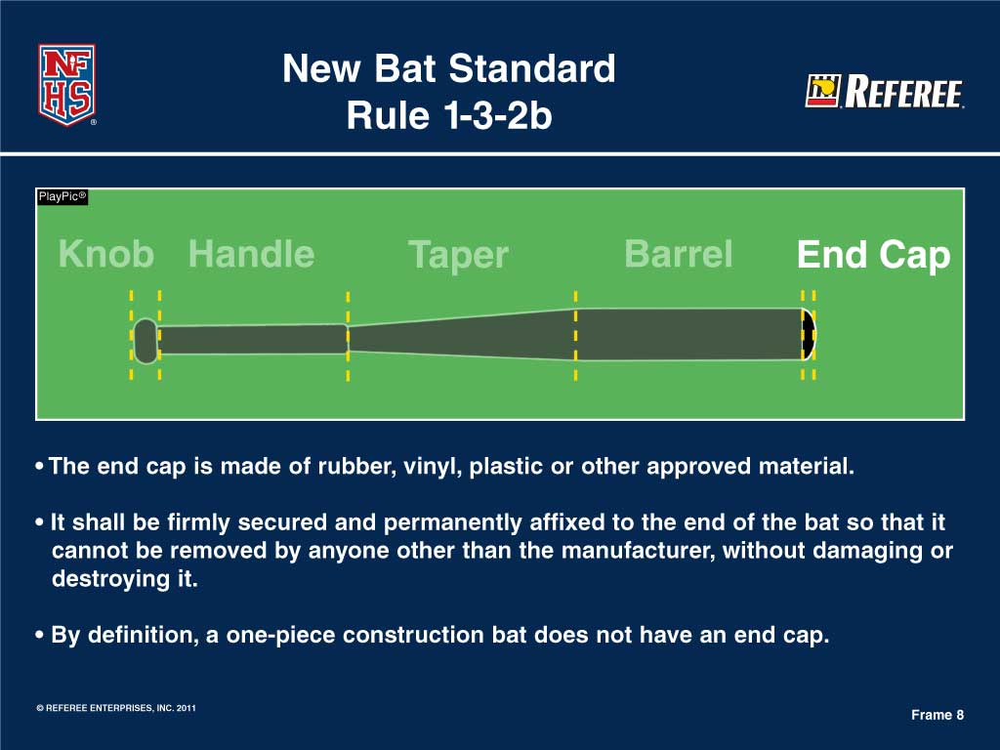 NF
HS
®
New Bat Standard
Rule 1-3-2b
REFEREE.
PlayPic®
Knob Handle Taper Barrel End Cap
• The end cap is made of rubber, vinyl, plastic or other approved material.
• It shall be firmly secured and permanently affixed to the end of the bat so that it
cannot be removed by anyone other than the manufacturer, without damaging or
destroying it.
• By definition, a one-piece construction bat does not have an end cap.
© REFEREE ENTERPRISES, INC. 2011
Frame 8